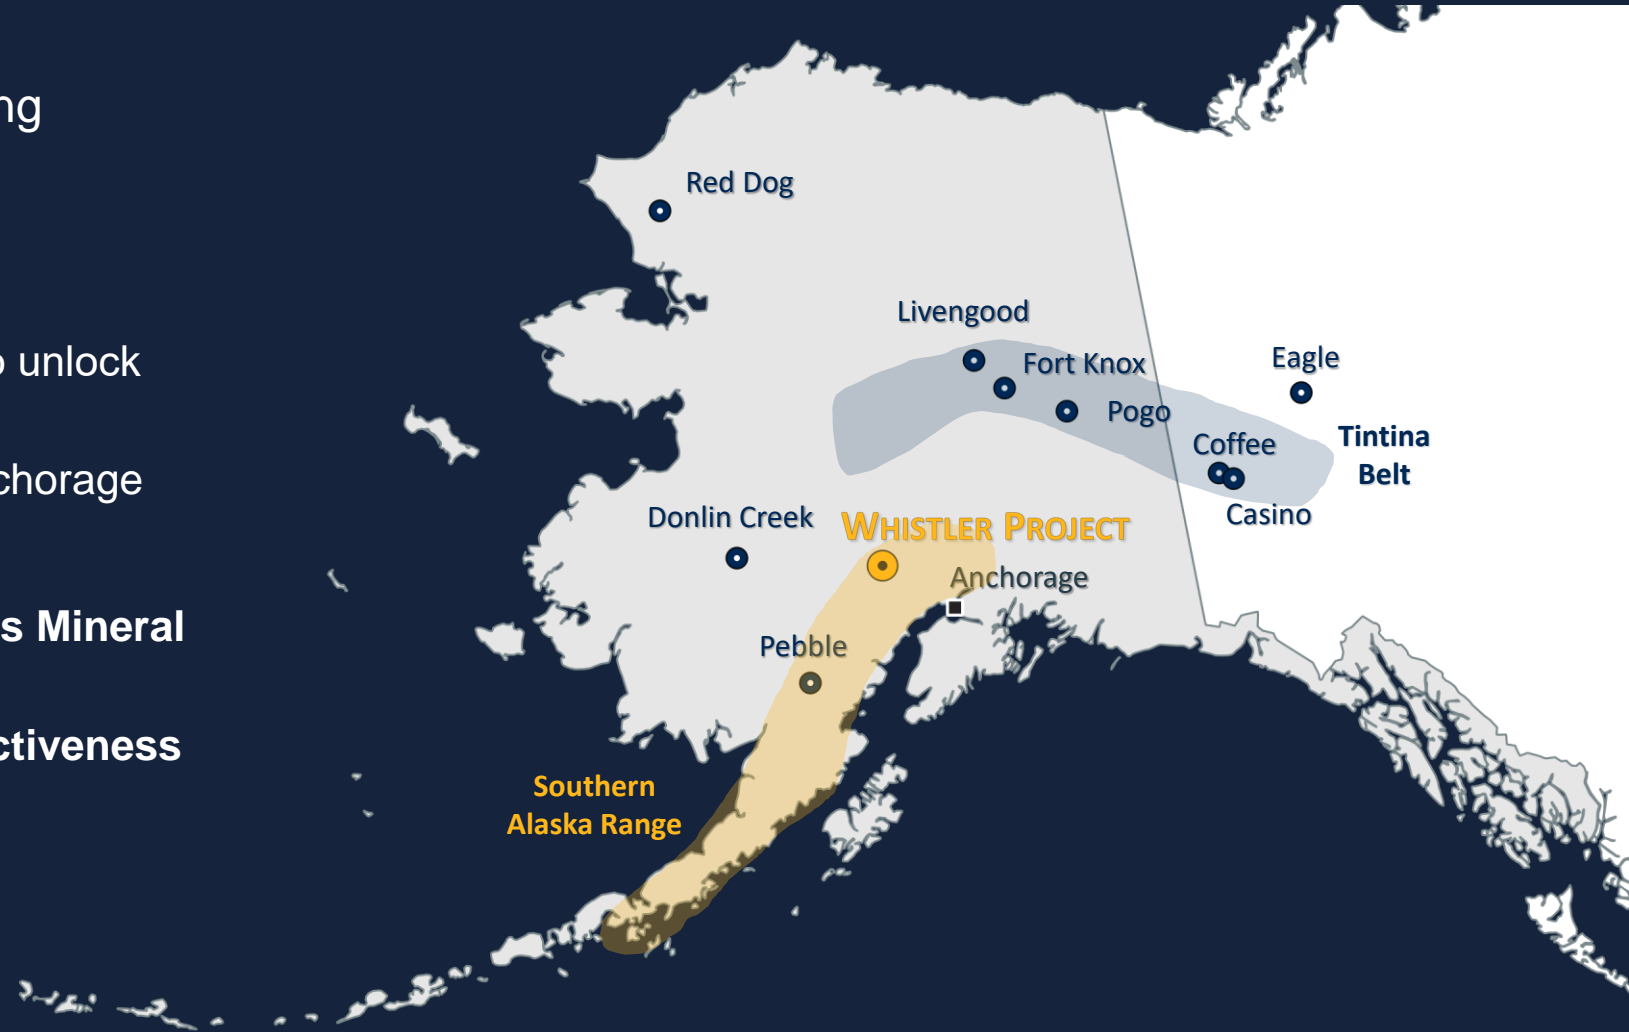 ng
unlock
chorage
s Mineral
ctiveness
Red Dog
Livengood
Fort Knox
Eagle
Pogo
Tintina
Belt
Coffee
Casino
Donlin Creek
WHISTLER PROJECT
Anchorage
Pebble
Southern
Alaska Range